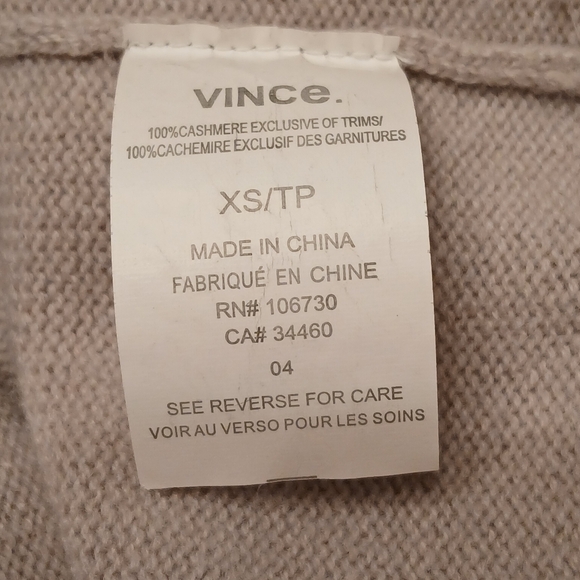 VINCe.
100%CASHMERE EXCLUSIVE OF TRIMS/
100%CACHEMIRE EXCLUSIF DES GARNITURES
XS/TP
MADE IN CHINA
FABRIQUÉ EN CHINE
RN# 106730
CA# 34460
04
SEE REVERSE FOR CARE
VOIR AU VERSO POUR LES SOINS